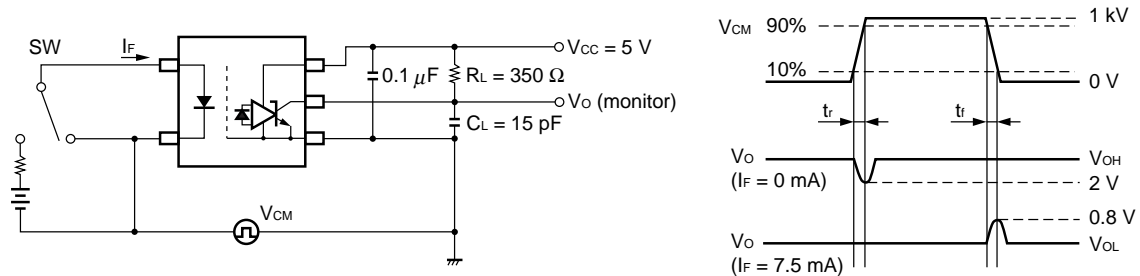 SW
IF
VCC = 5 V
0.1 μF
RL = 350 Ω
VO (monitor)
CL = 15 pF
VCM
VCM 90%
1 kV
10%
0 V
tr
tf
VO
(IF = 0 mA)
VOH
2 V
0.8 V
VO
(IF = 7.5 mA)
VOL